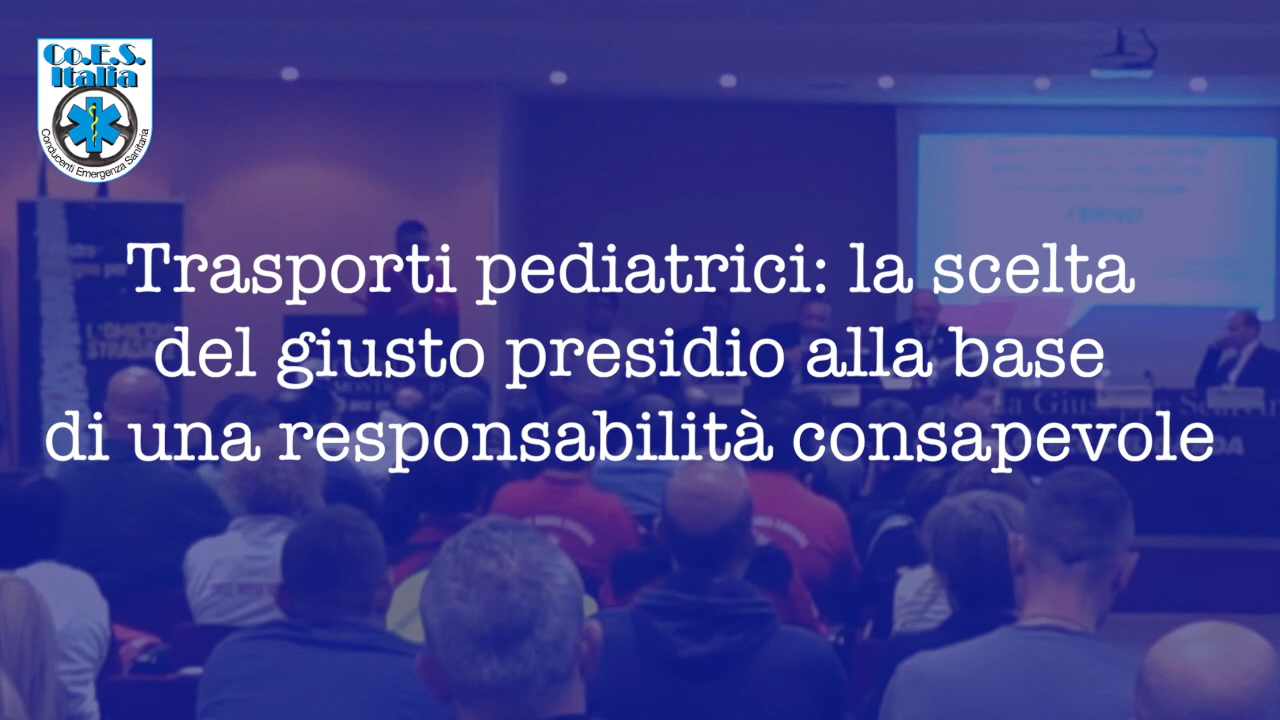 Co.E.S.
Italia
Conducenti Emergenza Sanitaria
Trasporti pediatrici: la scelta
del giusto presidio alla base
di una responsabilità consapevole